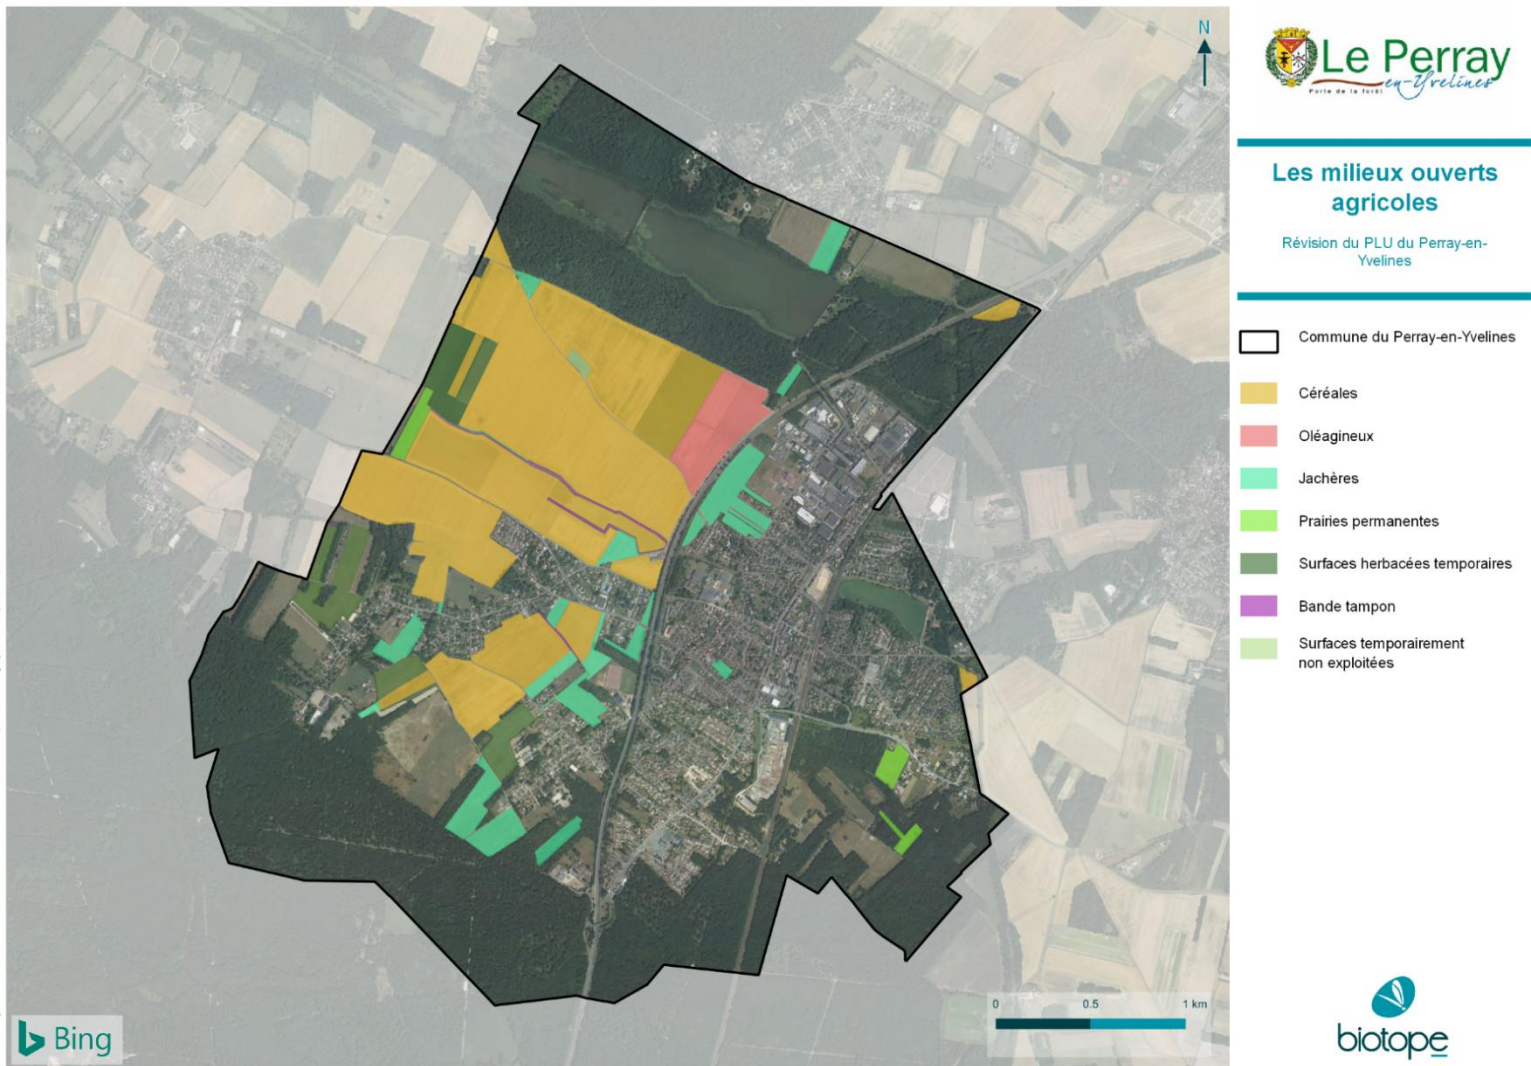 N
Le Perray
en-Yvelines
Porte de la forêt
Les milieux ouverts
agricoles
Révision du PLU du Perray-en-
Yvelines
Commune du Perray-en-Yvelines
Céréales
Oléagineux
Jachères
Prairies permanentes
Surfaces herbacées temporaires
Bande tampon
Surfaces temporairement
non exploitées
0 0.5 1 km
Bing
biotope